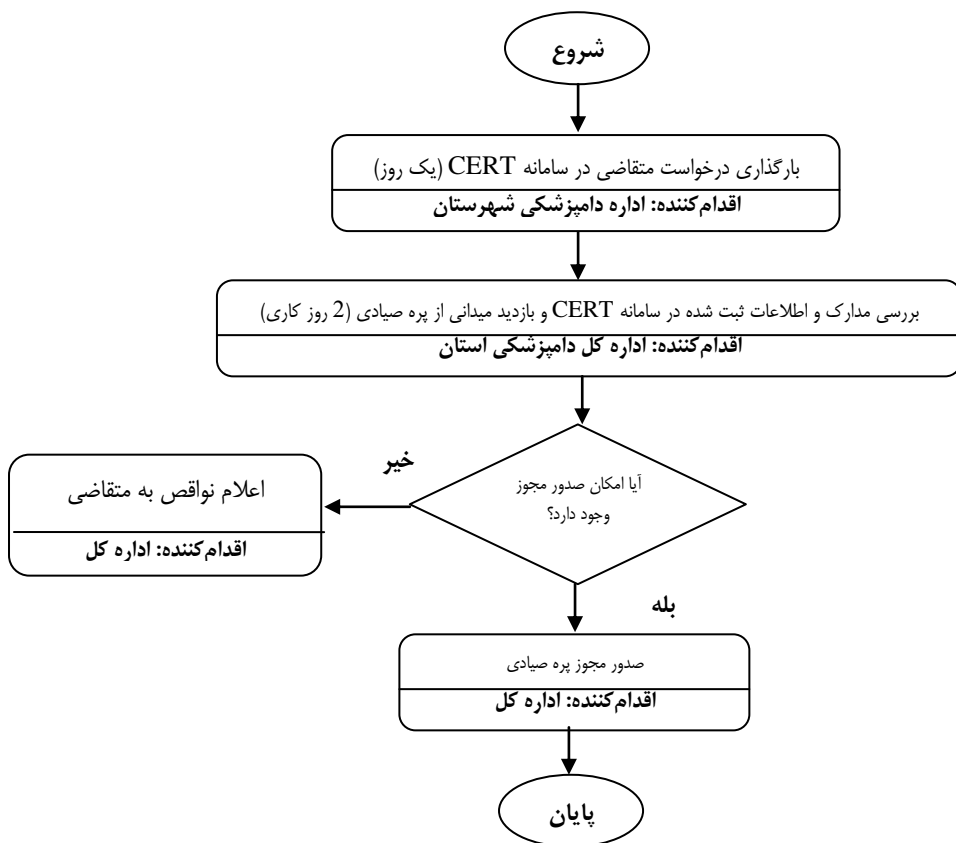 شروع
بارگذاری درخواست متقاضی در سامانه CERT (یک روز)
اقدام‌کننده: اداره دامپزشکی شهرستان
بررسی مدارک و اطلاعات ثبت شده در سامانه CERT و بازدید میدانی از پره صیادی (2 روز کاری)
اقدام‌کننده: اداره کل دامپزشکی استان
آیا امکان صدور مجوز
وجود دارد؟
خیر
اعلام نواقص به متقاضی
اقدام‌کننده: اداره کل
بله
صدور مجوز پره صیادی
اقدام‌کننده: اداره کل
پایان